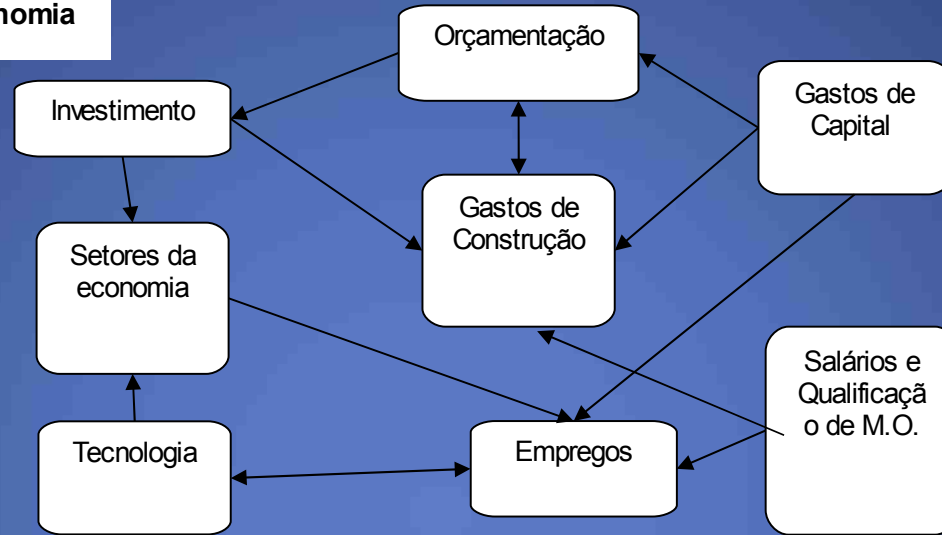 nomia
Orçamentação
Investimento
Gastos de
Capital
Gastos de
Construção
Setores da
economia
Salários e
Qualificaçã
o de M.O.
Tecnologia
Empregos